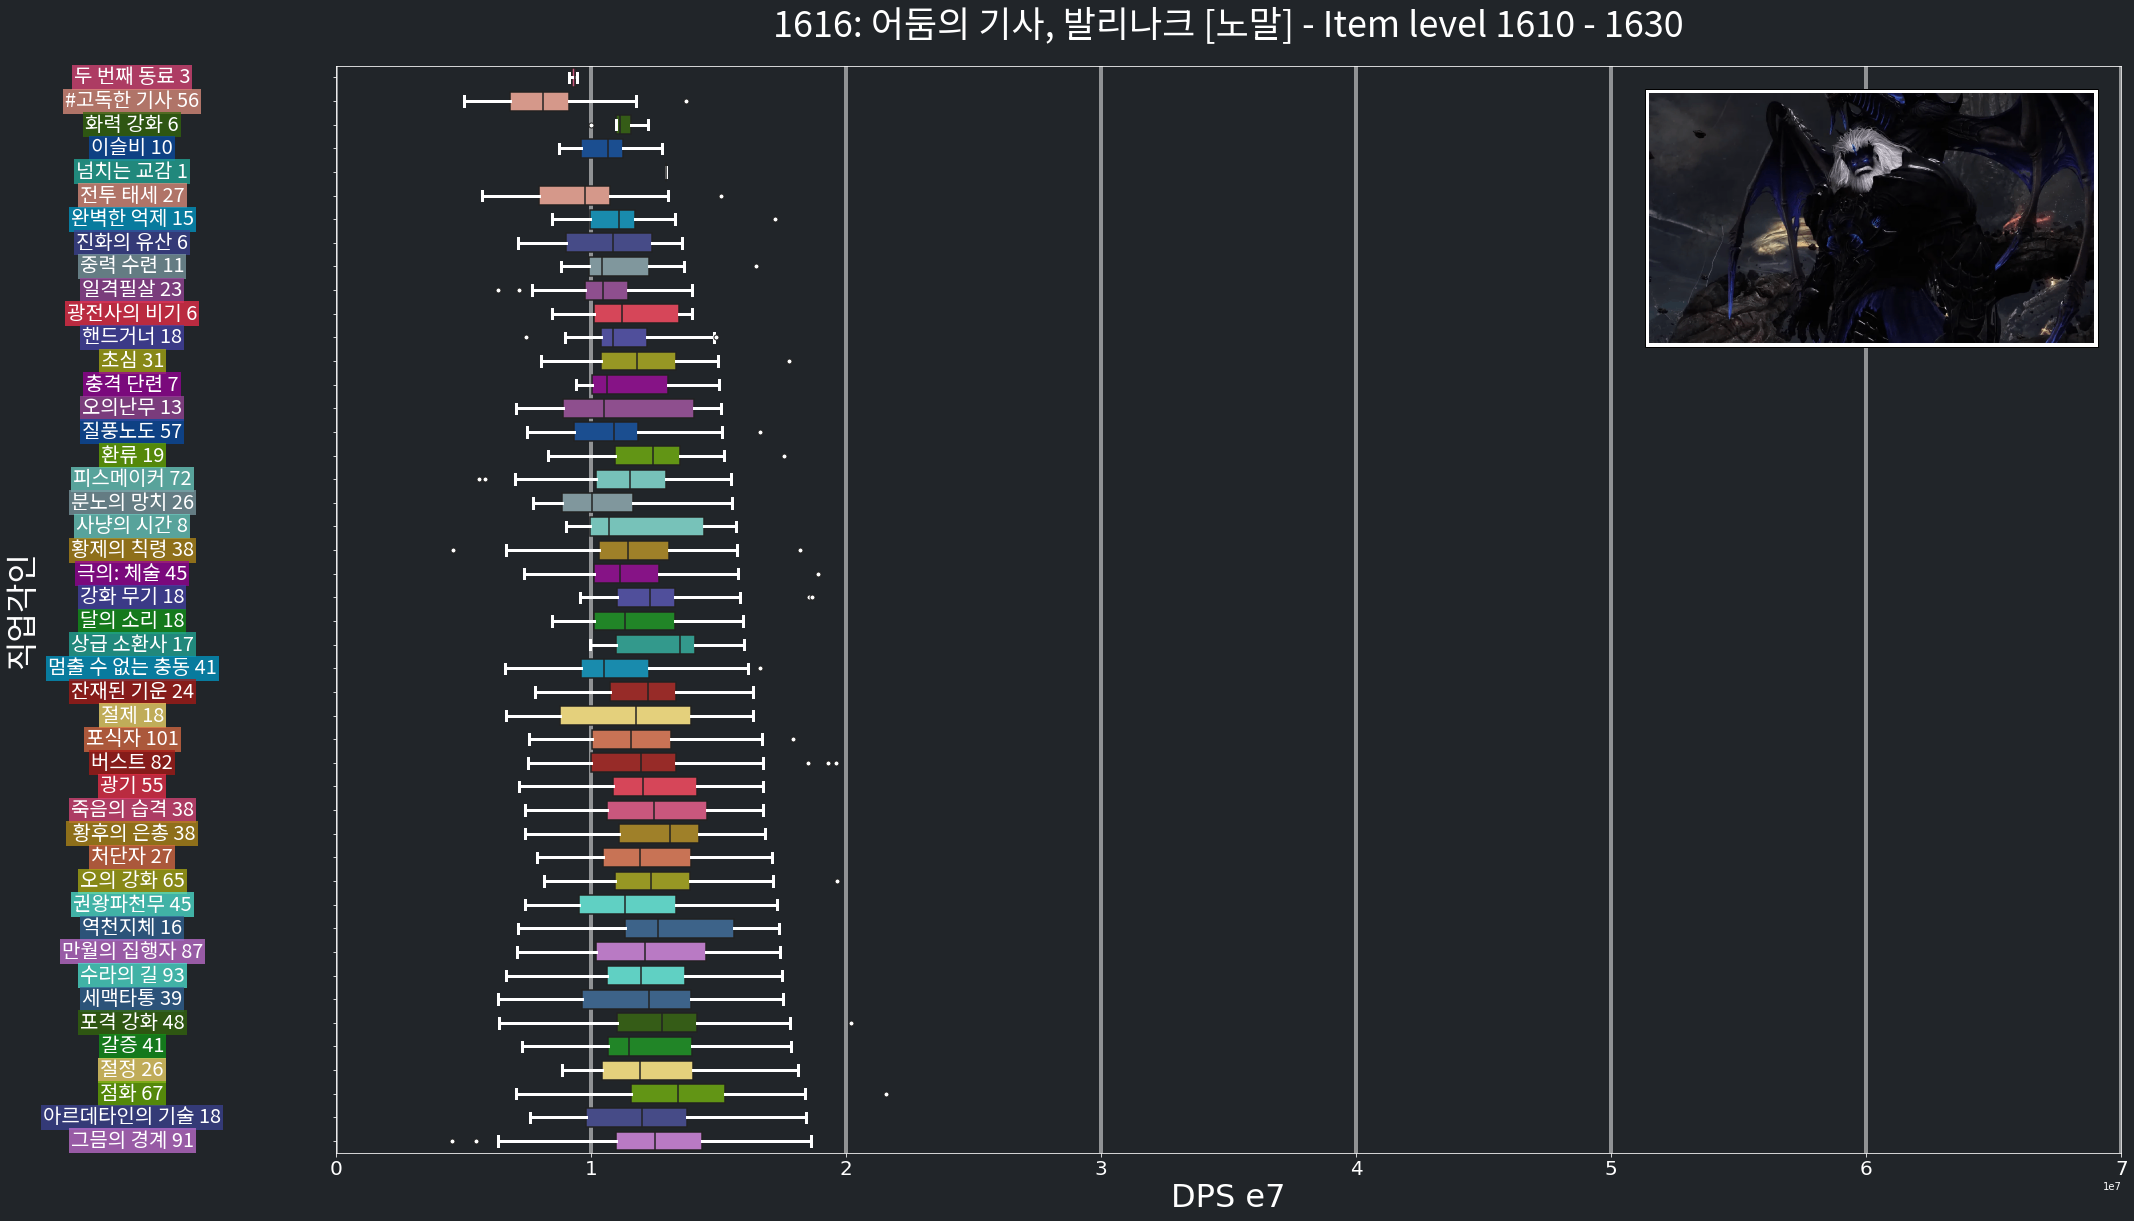 1616: 어둠의 기사, 발리나크 [노말] - Item level 1610 - 1630
두 번째 동료 3
#고독한 기사 56
화력 강화 6
이슬비 10
넘치는 교감 1
전투 태세 27
완벽한 억제 15
진화의 유산 6
중력 수련 11
일격필살 23
광전사의 비기 6
핸드거너 18
초심 31
충격 단련 7
오의난무 13
질풍노도 57
환류 19
피스메이커 72
분노의 망치 26
사냥의 시간 8
황제의 칙령 38
극의: 체술 45
강화 무기 18
달의 소리 18
상급 소환사 17
멈출 수 없는 충동 41
잔재된 기운 24
절제 18
포식자 101
버스트 82
광기 55
죽음의 습격 38
황후의 은총 38
처단자 27
오의 강화 65
권왕파천무 45
역천지체 16
만월의 집행자 87
수라의 길 93
세맥타통 39
포격 강화 48
갈증 41
절정 26
점화 67
아르데타인의 기술 18
그믐의 경계 91
직업각인
0 1 2 3 4 5 6 7
1e7
DPS e7